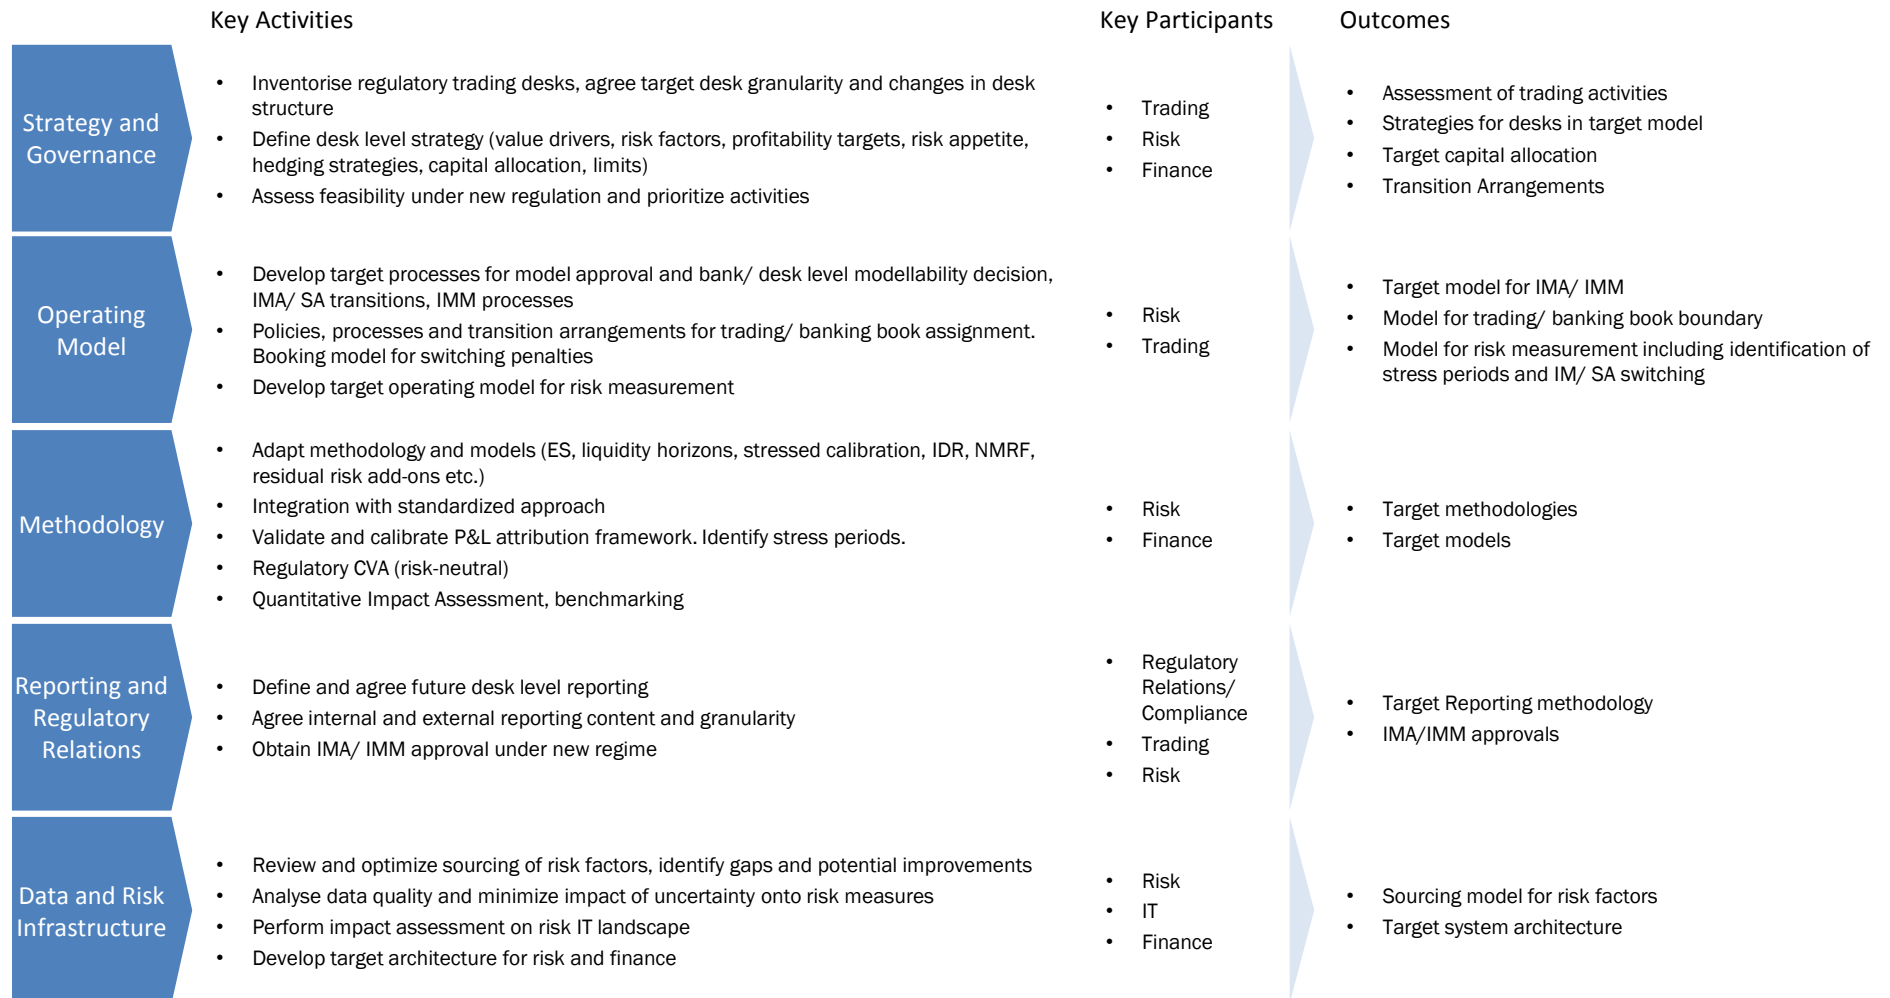 Key Activities
Key Participants
Outcomes
Strategy and
Governance
• Inventorise regulatory trading desks, agree target desk granularity and changes in desk
structure
• Define desk level strategy (value drivers, risk factors, profitability targets, risk appetite,
hedging strategies, capital allocation, limits)
• Assess feasibility under new regulation and prioritize activities
• Trading
• Risk
• Finance
• Assessment of trading activities
• Strategies for desks in target model
• Target capital allocation
• Transition Arrangements
Operating
Model
• Develop target processes for model approval and bank/ desk level modellability decision,
IMA/ SA transitions, IMM processes
• Policies, processes and transition arrangements for trading/ banking book assignment.
Booking model for switching penalties
• Develop target operating model for risk measurement
• Risk
• Trading
• Target model for IMA/ IMM
• Model for trading/ banking book boundary
• Model for risk measurement including identification of
stress periods and IM/ SA switching
Methodology
• Adapt methodology and models (ES, liquidity horizons, stressed calibration, IDR, NMRF,
residual risk add-ons etc.)
• Integration with standardized approach
• Validate and calibrate P&L attribution framework. Identify stress periods.
• Regulatory CVA (risk-neutral)
• Quantitative Impact Assessment, benchmarking
• Risk
• Finance
• Target methodologies
• Target models
Reporting and
Regulatory
Relations
• Define and agree future desk level reporting
• Agree internal and external reporting content and granularity
• Obtain IMA/ IMM approval under new regime
• Regulatory
Relations/
Compliance
• Trading
• Risk
• Target Reporting methodology
• IMA/IMM approvals
Data and Risk
Infrastructure
• Review and optimize sourcing of risk factors, identify gaps and potential improvements
• Analyse data quality and minimize impact of uncertainty onto risk measures
• Perform impact assessment on risk IT landscape
• Develop target architecture for risk and finance
• Risk
• IT
• Finance
• Sourcing model for risk factors
• Target system architecture